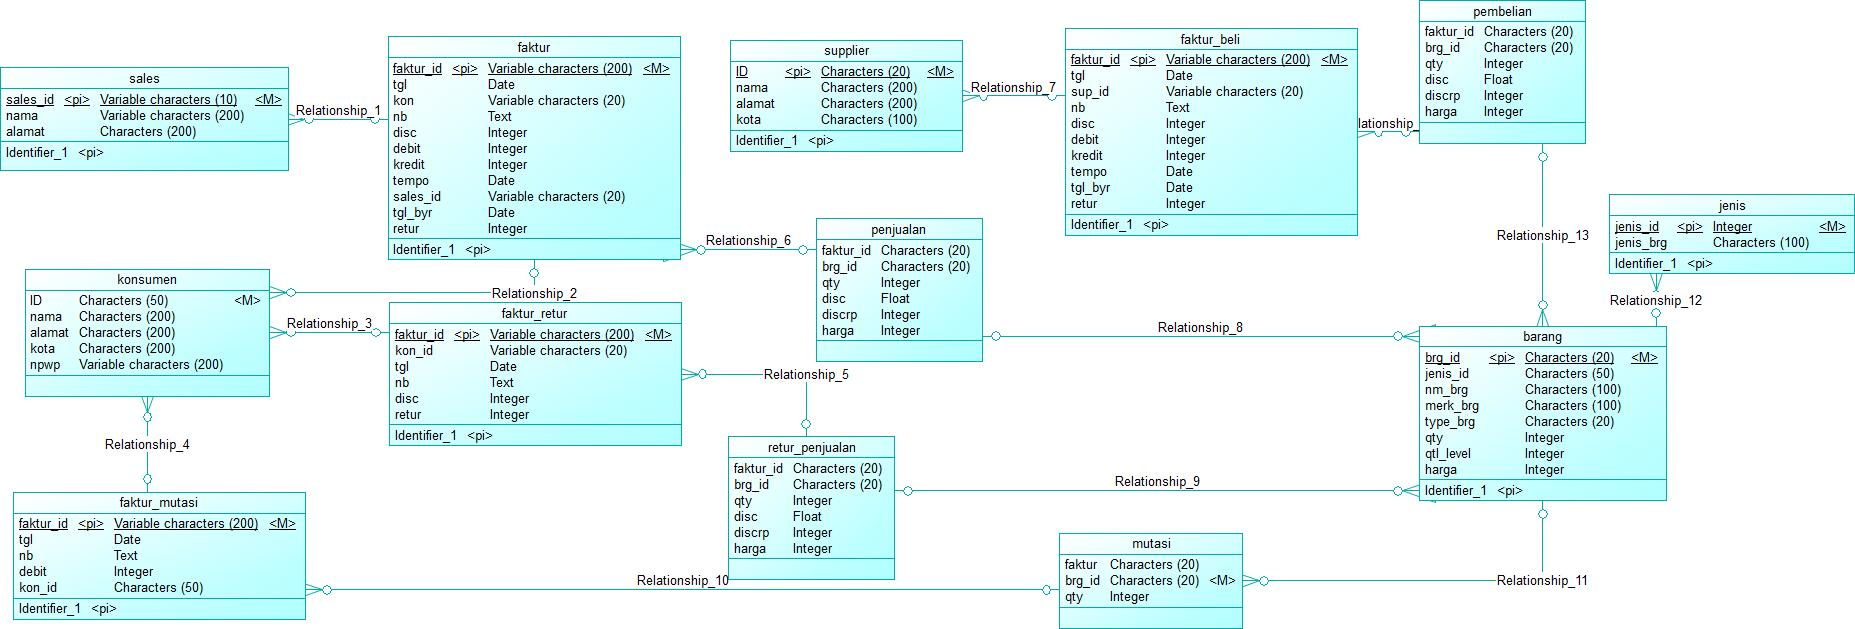 sales
sales_id <pi> Variable characters (10) <M>
nama Variable characters (200)
alamat Characters (200)
Identifier_1 <pi>
Relationship_1
faktur
faktur_id <pi> Variable characters (200) <M>
tgl Date
kon Variable characters (20)
nb Text
disc Integer
debit Integer
kredit Integer
tempo Date
sales_id Variable characters (20)
tgl_byr Date
retur Integer
Identifier_1 <pi>
supplier
ID <pi> Characters (20) <M>
nama Characters (200)
alamat Characters (200)
kota Characters (100)
Identifier_1 <pi>
Relationship_7
faktur_beli
faktur_id <pi> Variable characters (200) <M>
tgl Date
sup_id Variable characters (20)
nb Text
disc Integer
debit Integer
kredit Integer
tempo Date
tgl_byr Date
retur Integer
Identifier_1 <pi>
lationship_
pembelian
faktur_id Characters (20)
brg_id Characters (20)
qty Integer
disc Float
discrp Integer
harga Integer
Relationship_13
jenis
jenis_id <pi> Integer <M>
jenis_brg Characters (100)
Identifier_1 <pi>
Relationship_12
Relationship_6
penjualan
faktur_id Characters (20)
brg_id Characters (20)
qty Integer
disc Float
discrp Integer
harga Integer
Relationship_8
konsumen
ID Characters (50) <M>
nama Characters (200)
alamat Characters (200)
kota Characters (200)
npwp Variable characters (200)
Relationship_2
Relationship_3
faktur_retur
faktur_id <pi> Variable characters (200) <M>
kon_id Variable characters (20)
tgl Date
nb Text
disc Integer
retur Integer
Identifier_1 <pi>
Relationship_5
barang
brg_id <pi> Characters (20) <M>
jenis_id Characters (50)
nm_brg Characters (100)
merk_brg Characters (100)
type_brg Characters (20)
qty Integer
qtl_level Integer
harga Integer
Identifier_1 <pi>
Relationship_4
retur_penjualan
faktur_id Characters (20)
brg_id Characters (20)
qty Integer
disc Float
discrp Integer
harga Integer
Relationship_9
faktur_mutasi
faktur_id <pi> Variable characters (200) <M>
tgl Date
nb Text
debit Integer
kon_id Characters (50)
Identifier_1 <pi>
Relationship_10
mutasi
faktur Characters (20)
brg_id Characters (20) <M>
qty Integer
Relationship_11